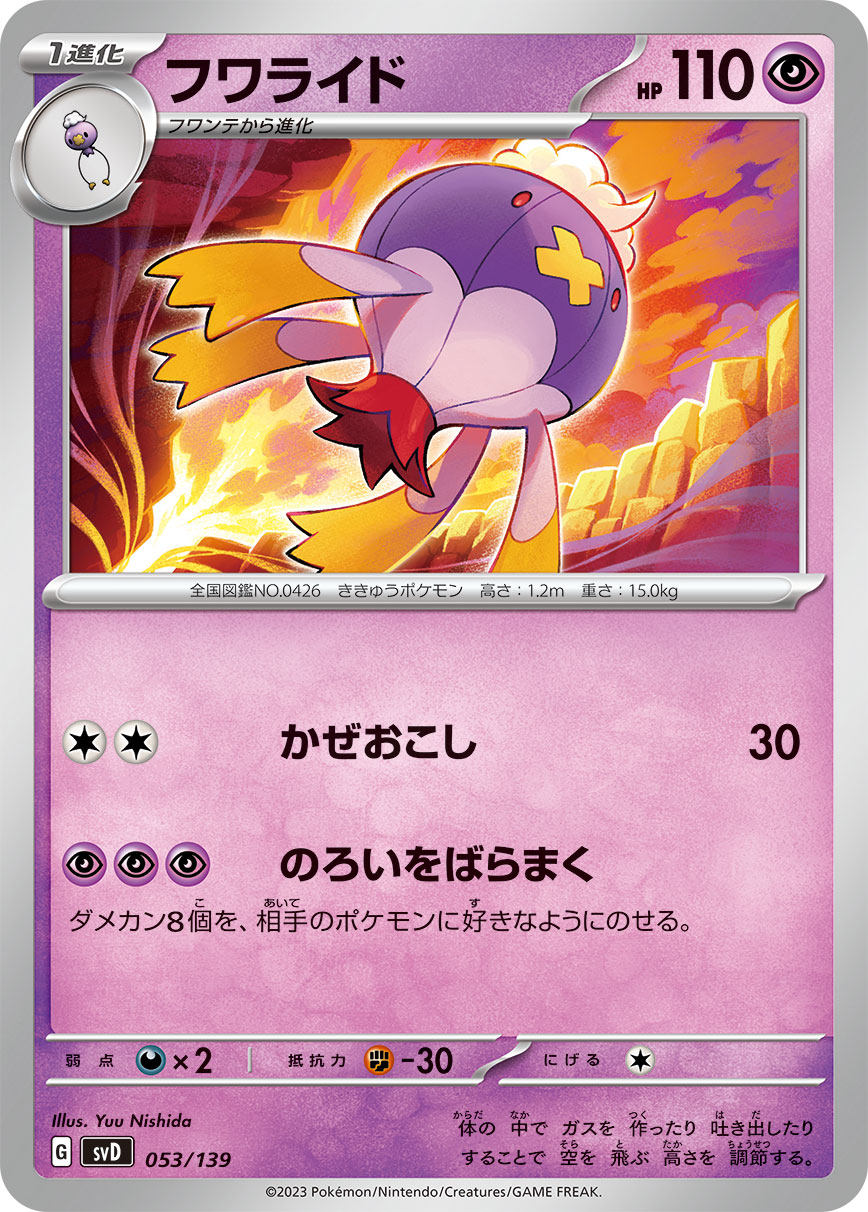 1進化
フワライド
HP 110
フワンテから進化
全国図鑑NO.0426 ききゅうポケモン 高さ:1.2m 重さ:15.0kg
かぜおこし 30
のろいをばらまく
ダメカン8個を、相手のポケモンに好きなようにのせる。
弱点 ×2 抵抗力 -30 にげる
Illus. Yuu Nishida
体の 中で ガスを 作ったり 吐き出したり
することで 空を 飛ぶ 高さを 調節する。
G svD 053/139
©2023 Pokémon/Nintendo/Creatures/GAME FREAK.